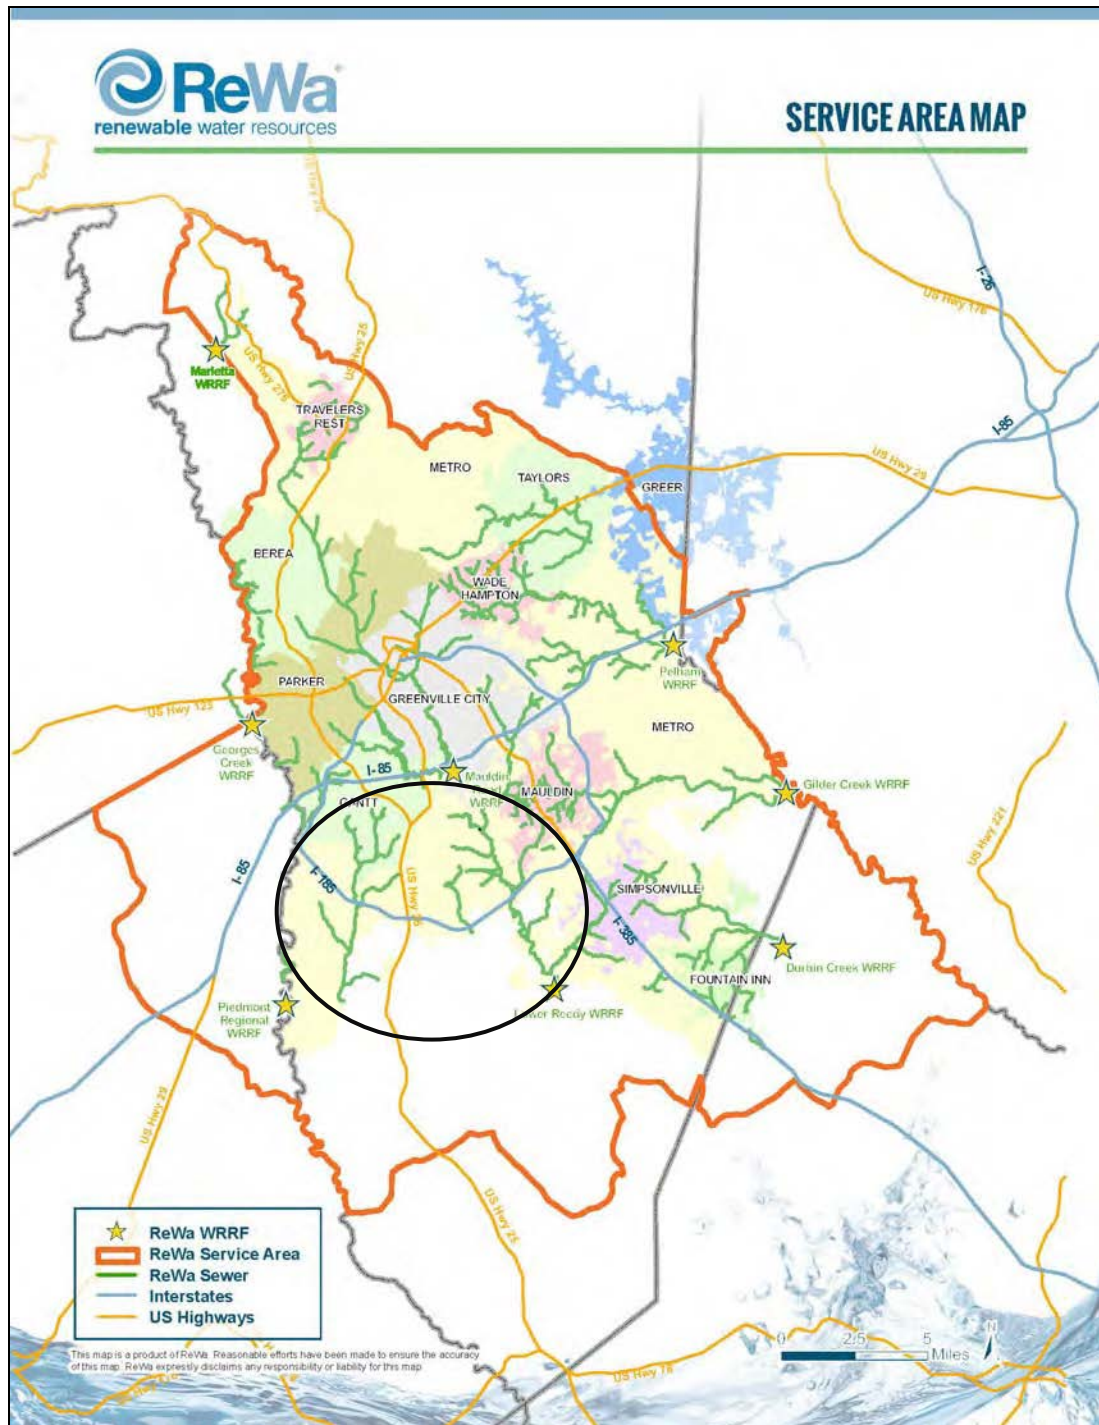 ReWa
renewable water resources
SERVICE AREA MAP
I-26
US Hwy 176
US Hwy 25
Marietta
WRRF
US Hwy 276
TRAVELERS
REST
I-85
METRO
TAYLORS
US Hwy 29
GREER
BEREA
WADE
HAMPTON
PARKER
Pelham
WRRF
GREENVILLE CITY
US Hwy 123
METRO
Georges
Creek
WRRF
I-85
Mauldin
Road
WRRF
MAULDIN
Gilder Creek WRRF
GANTT
US Hwy 221
I-85
I-185
US Hwy 25
SIMPSONVILLE
I-385
Durbin Creek WRRF
FOUNTAIN INN
Piedmont
Regional
WRRF
Lower Reedy WRRF
US Hwy 29
US Hwy 25
ReWa WRRF
ReWa Service Area
ReWa Sewer
Interstates
US Highways
This map is a product of ReWa. Reasonable efforts have been made to ensure the accuracy
of this map. ReWa expressly disclaims any responsibility or liability for this map
0 2.5 5
Miles
N
US Hwy 76